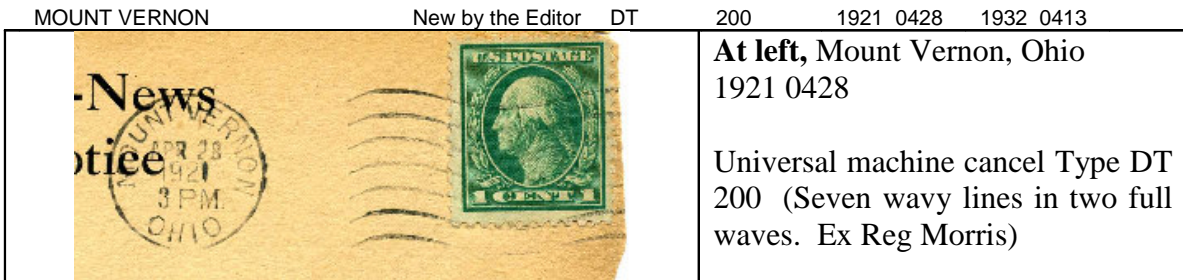 MOUNT VERNON New by the Editor DT 200 1921 0428 1932 0413
-News
otice
MOUNT VERNON
APR 28
1921
3 PM
OHIO
U.S. POSTAGE
1 CENT 1
At left, Mount Vernon, Ohio
1921 0428
Universal machine cancel Type DT
200 (Seven wavy lines in two full
waves. Ex Reg Morris)